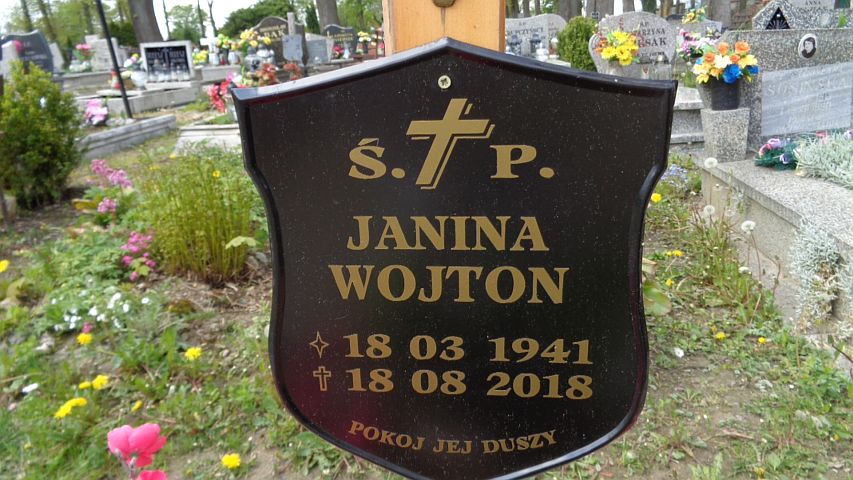 Ś. P.
JANINA
WOJTON
18 03 1941
18 08 2018
POKOJ JEJ DUSZY